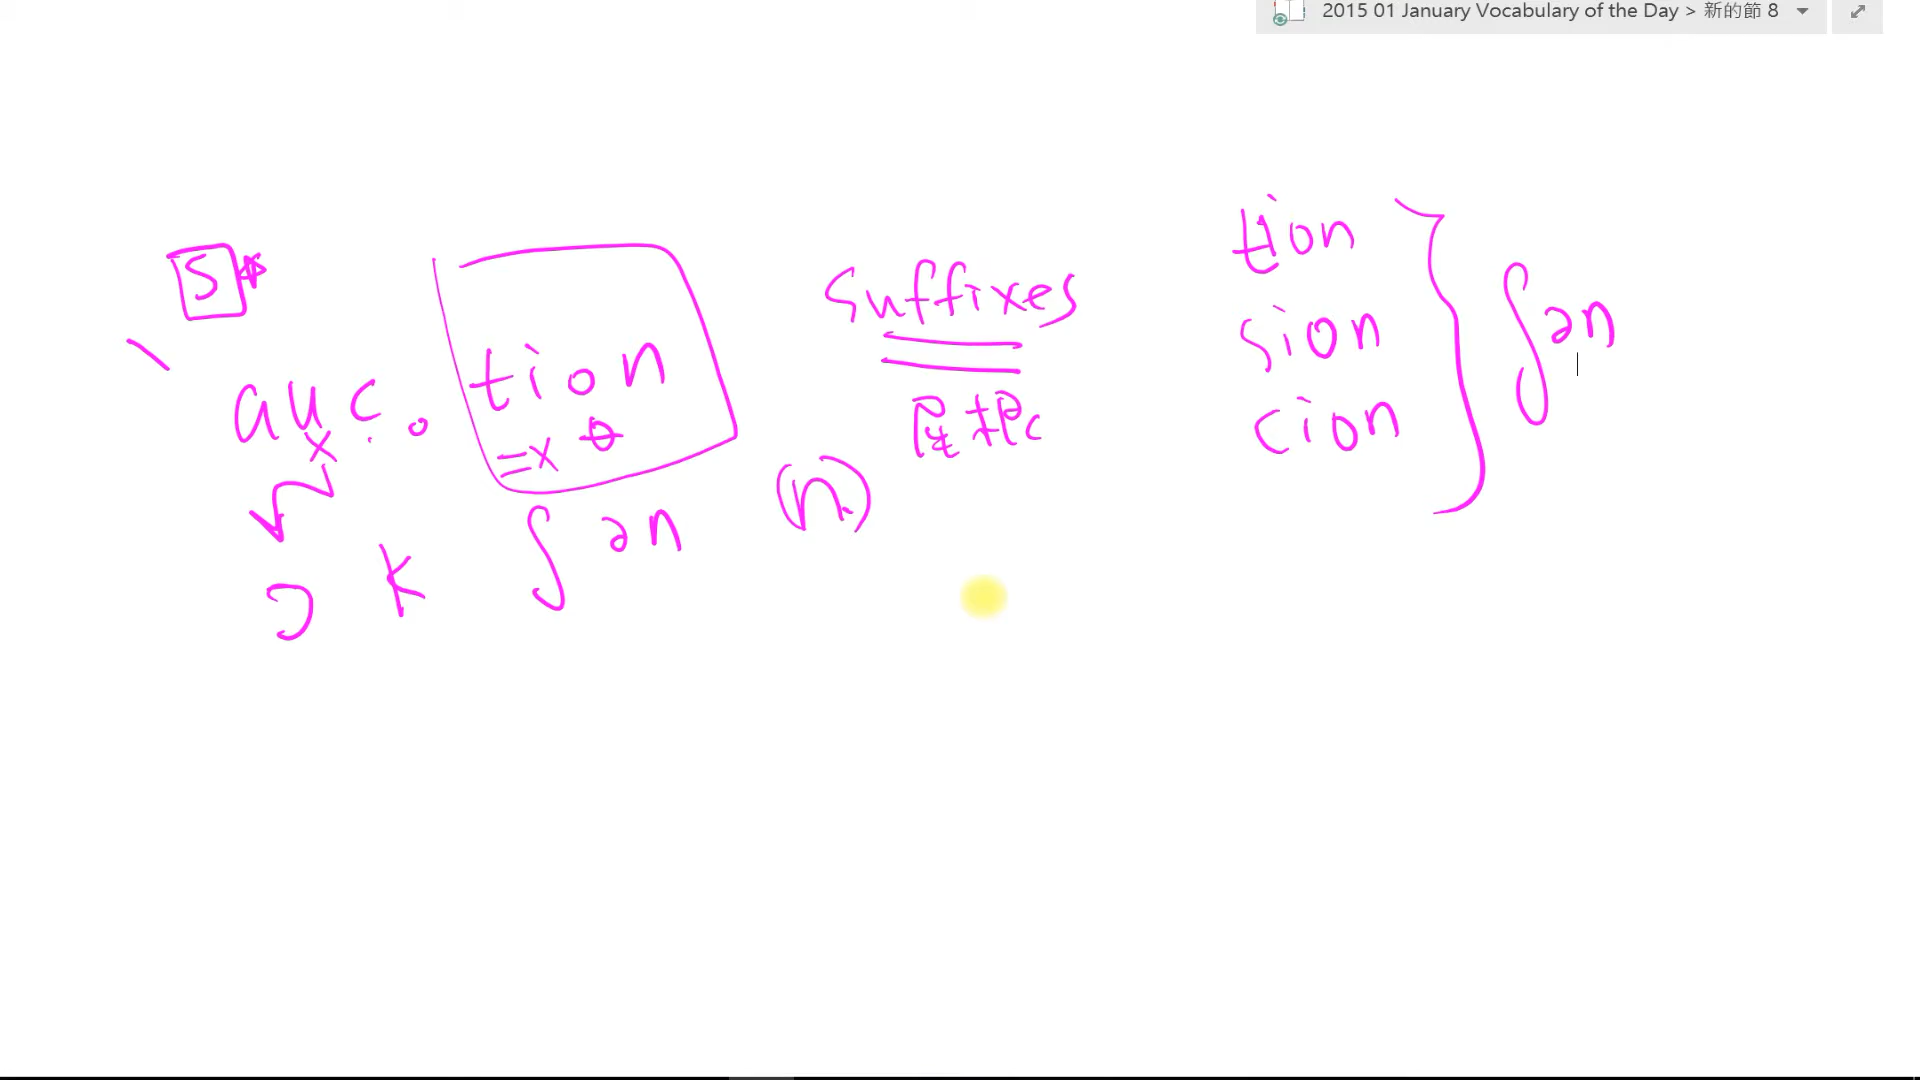 2015 01 January Vocabulary of the Day > 新的節 8
S*
auc.tion
ɔ k ʃən (n)
suffixes
tion
sion
cion
ʃən